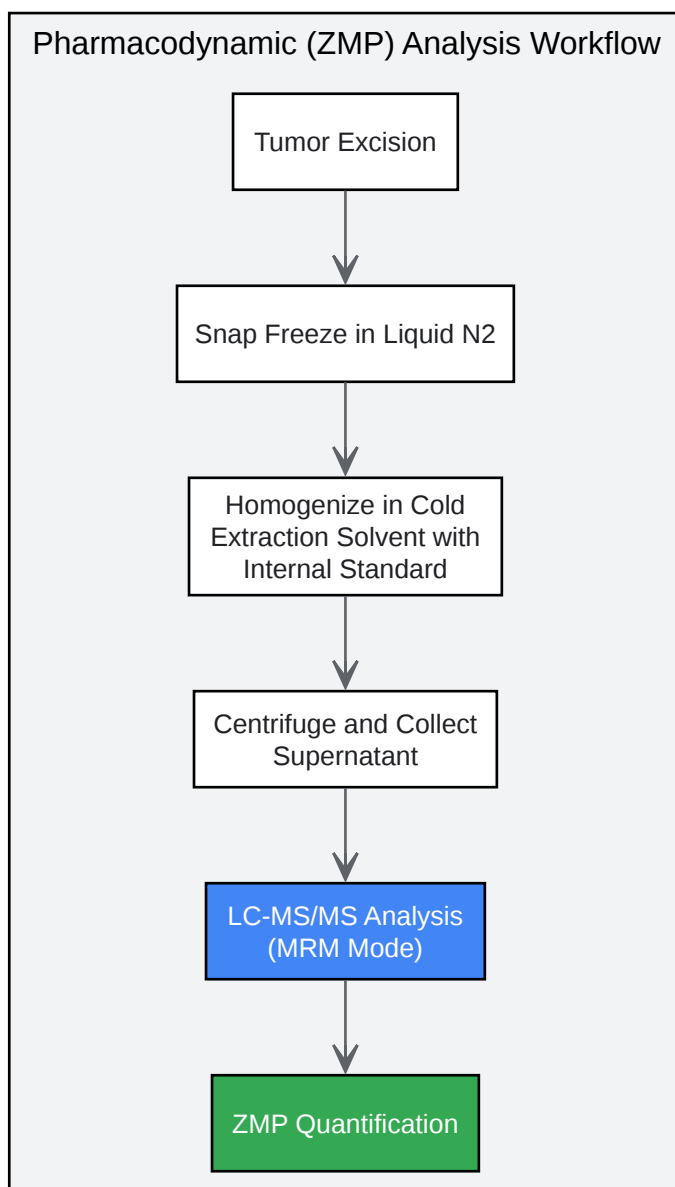 Pharmacodynamic (ZMP) Analysis Workflow
Tumor Excision
Snap Freeze in Liquid N2
Homogenize in Cold
Extraction Solvent with
Internal Standard
Centrifuge and Collect
Supernatant
LC-MS/MS Analysis
(MRM Mode)
ZMP Quantification